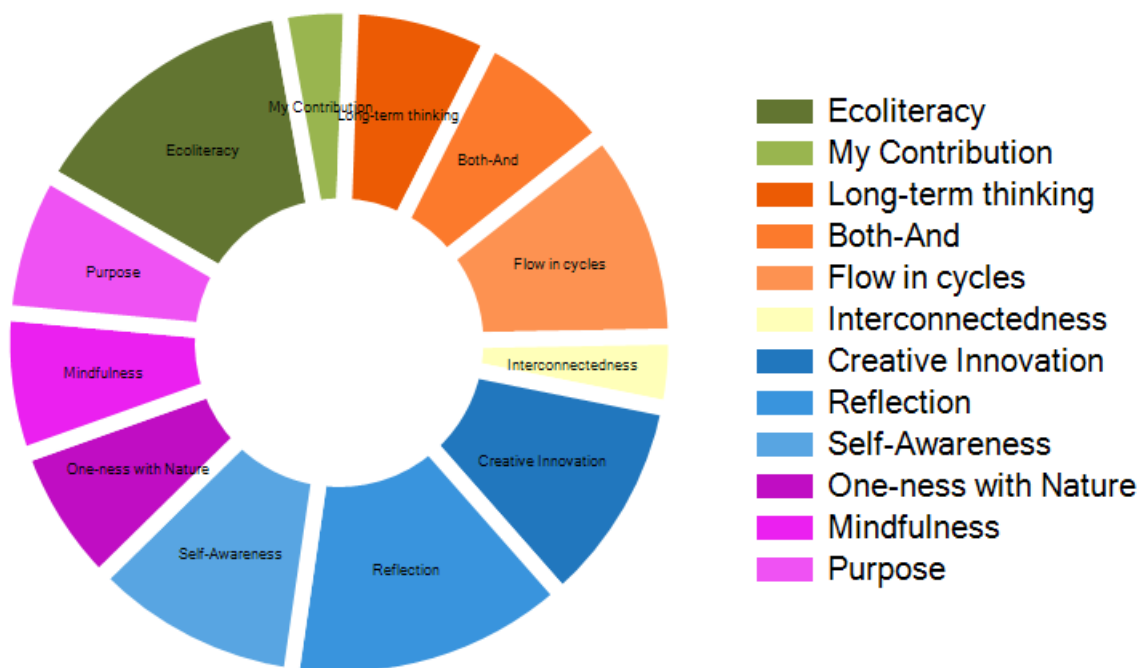 My Contribution
Long-term thinking
Ecoliteracy
Both-And
Purpose
Flow in cycles
Mindfulness
Interconnectedness
One-ness with Nature
Creative Innovation
Self-Awareness
Reflection
Ecoliteracy
My Contribution
Long-term thinking
Both-And
Flow in cycles
Interconnectedness
Creative Innovation
Reflection
Self-Awareness
One-ness with Nature
Mindfulness
Purpose